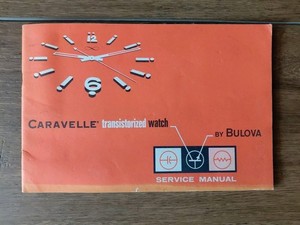 12
6
CARAVELLE® transistorized watch
BY BULOVA
SERVICE MANUAL